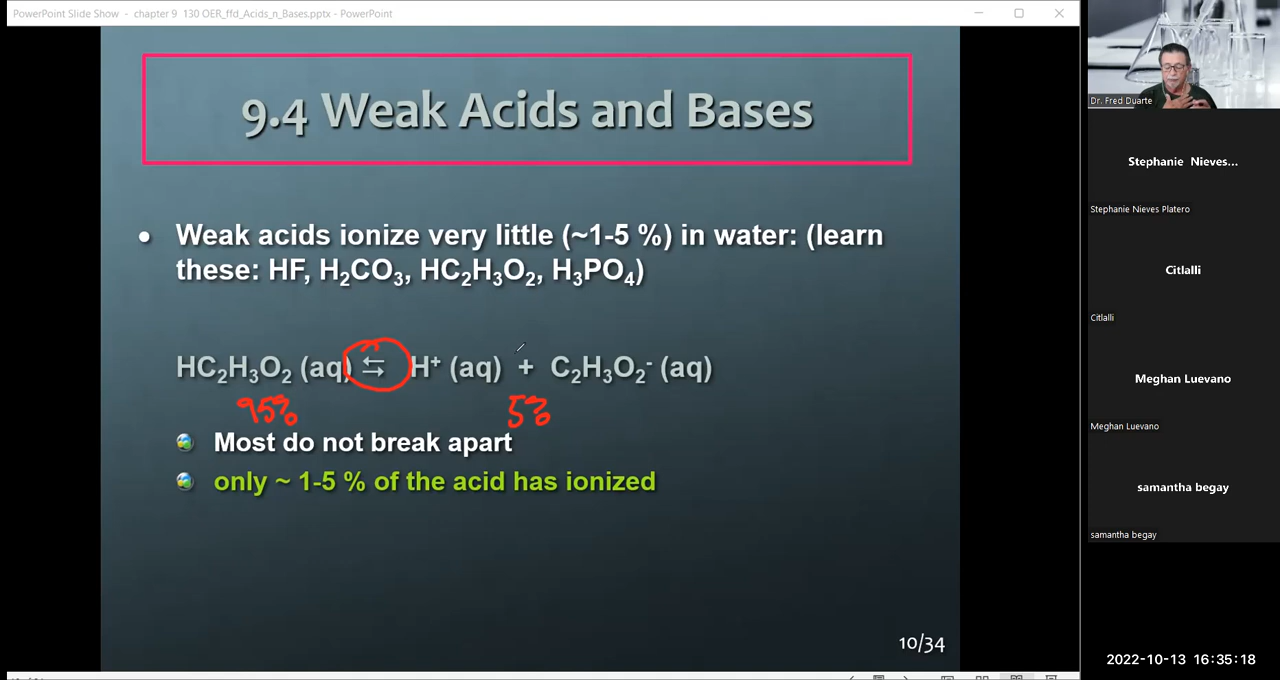 PowerPoint Slide Show - chapter 9 130 OER_ffd_Acids_n_Bases.pptx - PowerPoint
9.4 Weak Acids and Bases
• Weak acids ionize very little (~1-5 %) in water: (learn
these: HF, H₂CO₃, HC₂H₃O₂, H₃PO₄)
HC₂H₃O₂ (aq) ⇆ H⁺ (aq) + C₂H₃O₂⁻ (aq)
95% 5%
Most do not break apart
only ~ 1-5 % of the acid has ionized
10/34
Dr. Fred Duarte
Stephanie Nieves...
Stephanie Nieves Platero
Citlalli
Citlalli
Meghan Luevano
Meghan Luevano
samantha begay
samantha begay
2022-10-13 16:35:18